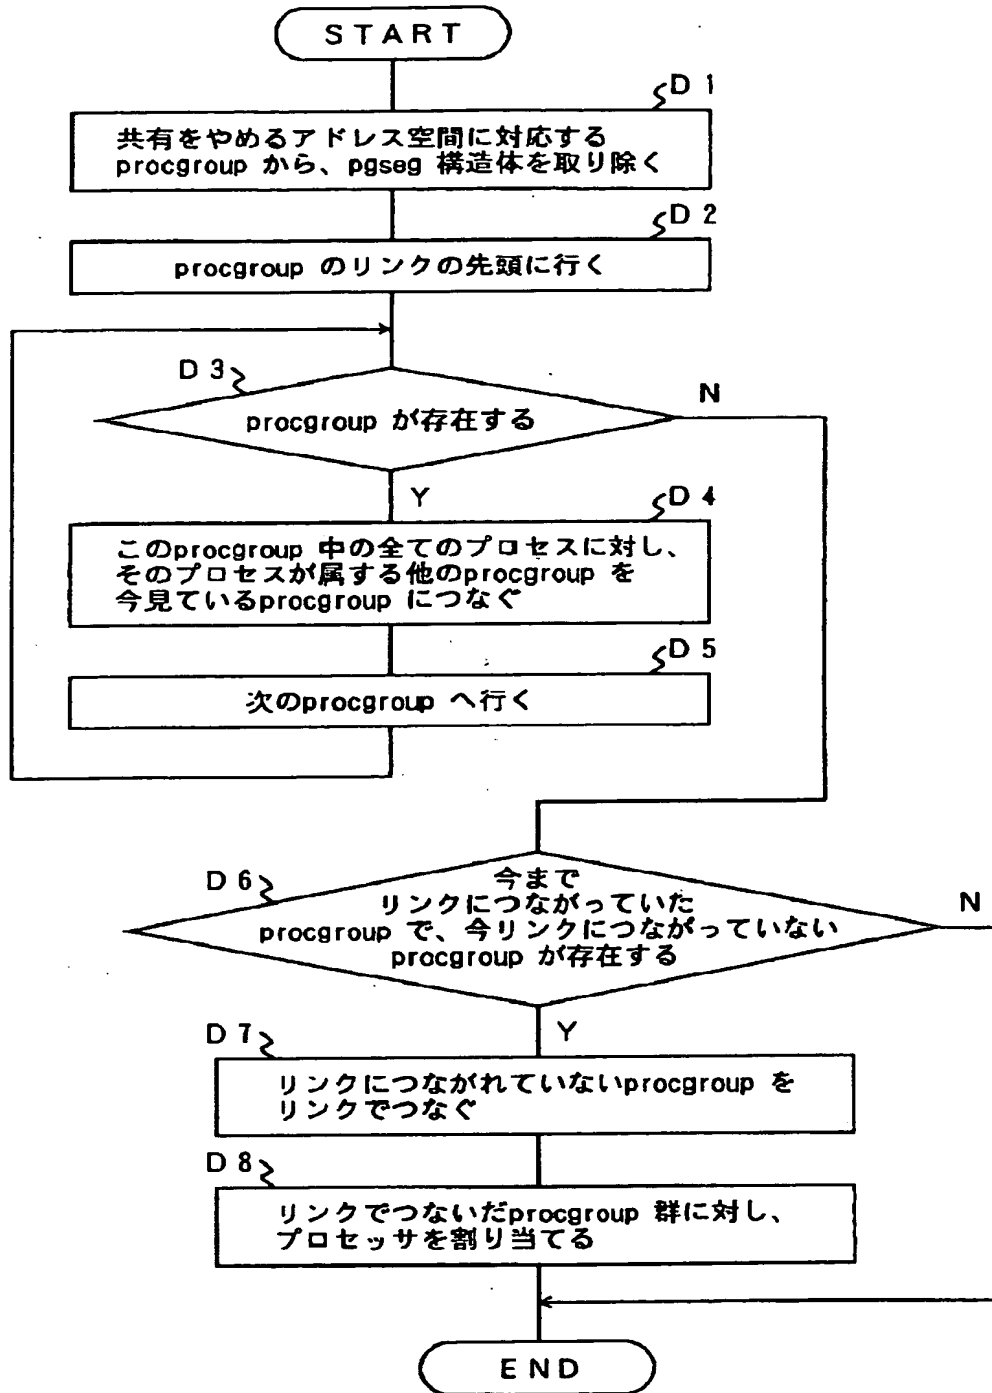 START
D 1
共有をやめるアドレス空間に対応する
procgroup から、pgseg 構造体を取り除く
D 2
procgroup のリンクの先頭に行く
D 3
procgroup が存在する
N
Y
D 4
このprocgroup 中の全てのプロセスに対し、
そのプロセスが属する他のprocgroup を
今見ているprocgroup につなぐ
D 5
次のprocgroup へ行く
D 6
今まで
リンクにつながっていた
procgroup で、今リンクにつながっていない
procgroup が存在する
N
Y
D 7
リンクにつながれていないprocgroup を
リンクでつなぐ
D 8
リンクでつないだprocgroup 群に対し、
プロセッサを割り当てる
END